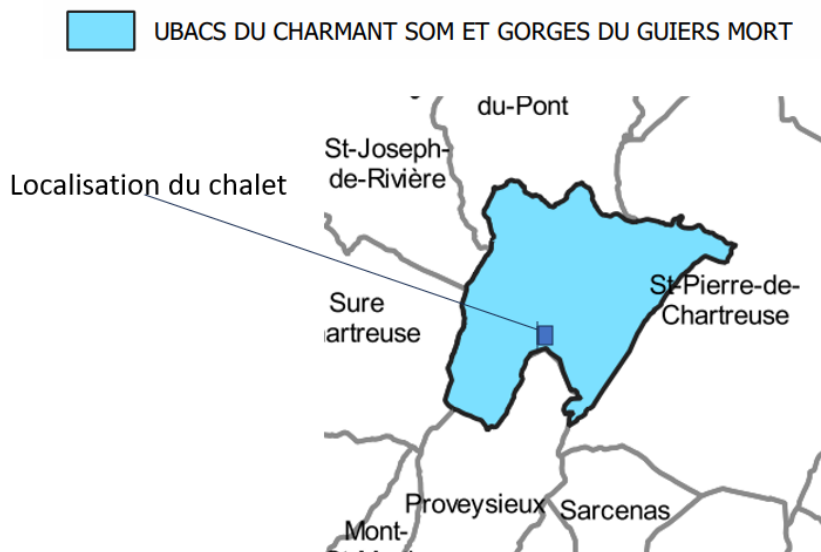 UBACS DU CHARMANT SOM ET GORGES DU GUIERS MORT
du-Pont
St-Joseph-
de-Rivière
Localisation du chalet
St-Pierre-de-
Chartreuse
Sure
artreuse
Proveysieux
Sarcenas
Mont-